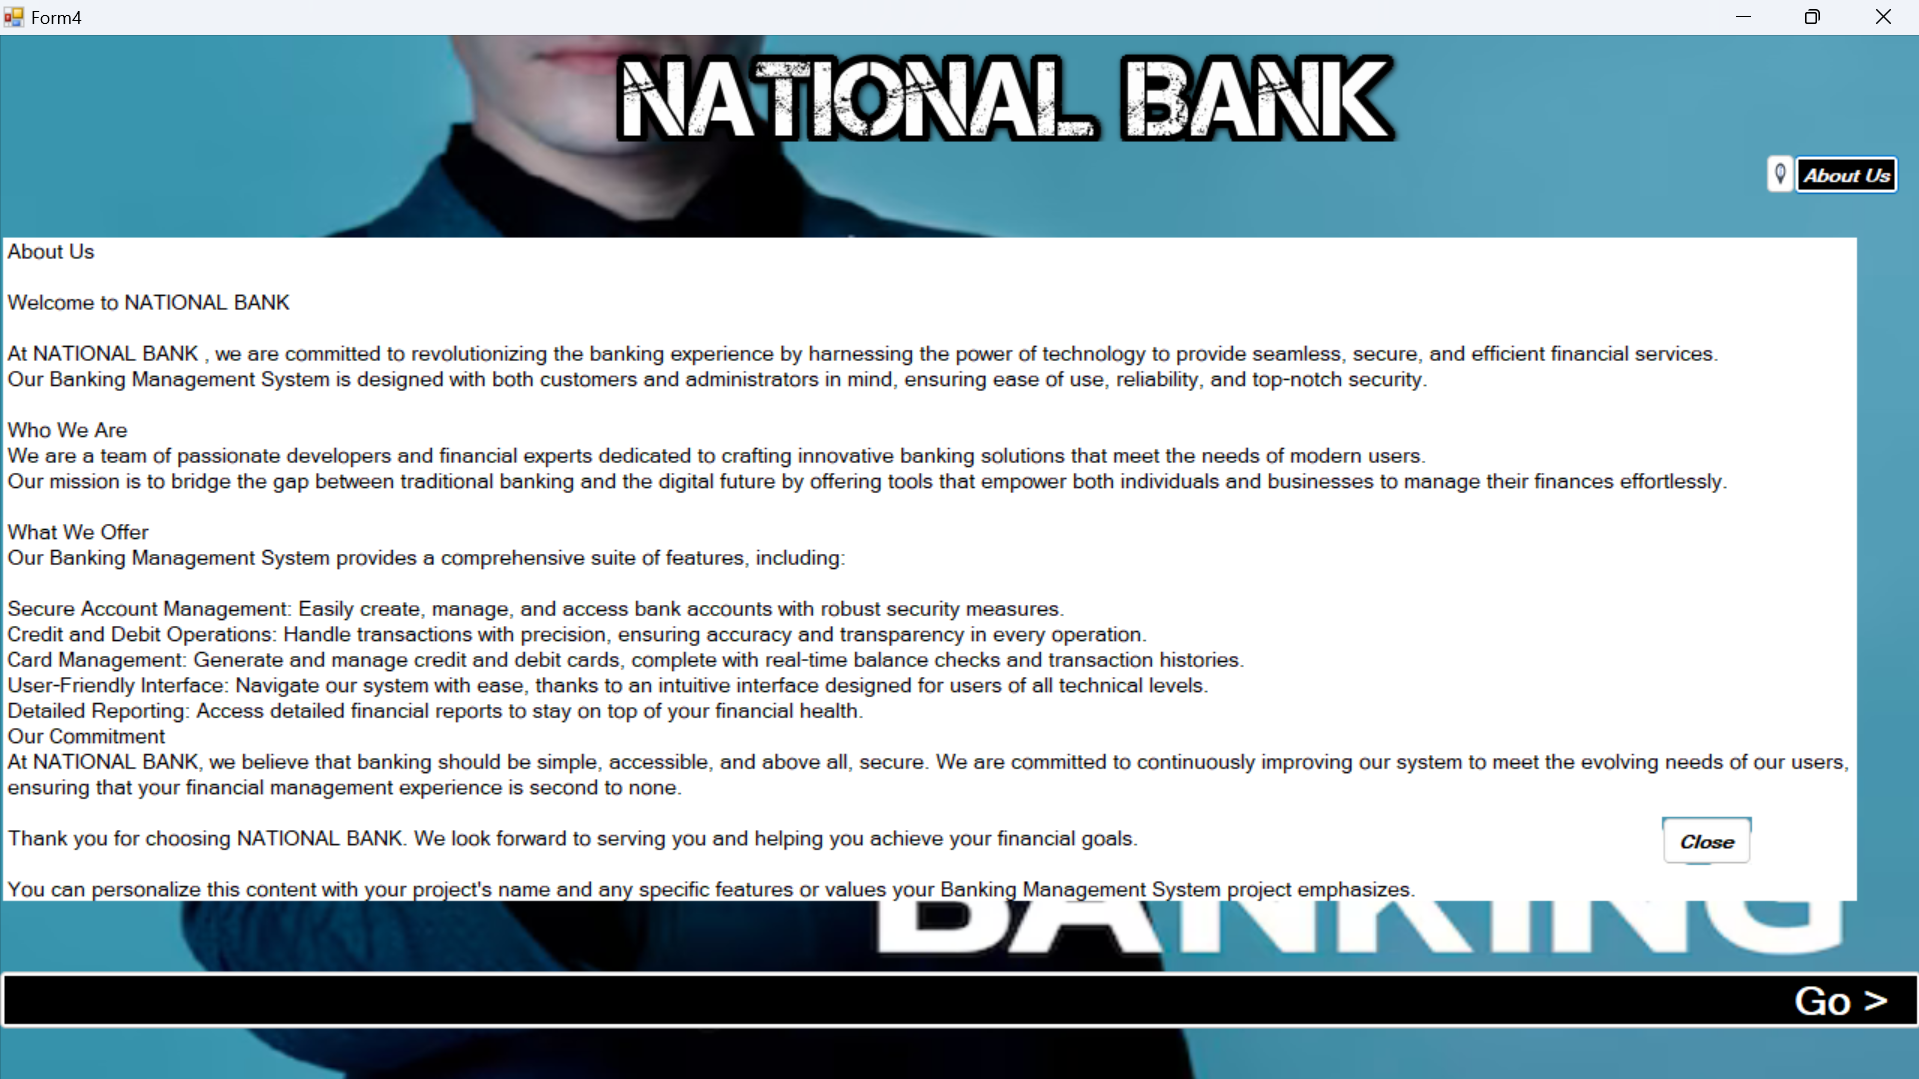 Form4
NATIONAL BANK
About Us
About Us
Welcome to NATIONAL BANK
At NATIONAL BANK , we are committed to revolutionizing the banking experience by harnessing the power of technology to provide seamless, secure, and efficient financial services.
Our Banking Management System is designed with both customers and administrators in mind, ensuring ease of use, reliability, and top-notch security.
Who We Are
We are a team of passionate developers and financial experts dedicated to crafting innovative banking solutions that meet the needs of modern users.
Our mission is to bridge the gap between traditional banking and the digital future by offering tools that empower both individuals and businesses to manage their finances effortlessly.
What We Offer
Our Banking Management System provides a comprehensive suite of features, including:
Secure Account Management: Easily create, manage, and access bank accounts with robust security measures.
Credit and Debit Operations: Handle transactions with precision, ensuring accuracy and transparency in every operation.
Card Management: Generate and manage credit and debit cards, complete with real-time balance checks and transaction histories.
User-Friendly Interface: Navigate our system with ease, thanks to an intuitive interface designed for users of all technical levels.
Detailed Reporting: Access detailed financial reports to stay on top of your financial health.
Our Commitment
At NATIONAL BANK, we believe that banking should be simple, accessible, and above all, secure. We are committed to continuously improving our system to meet the evolving needs of our users,
ensuring that your financial management experience is second to none.
Thank you for choosing NATIONAL BANK. We look forward to serving you and helping you achieve your financial goals.
Close
You can personalize this content with your project's name and any specific features or values your Banking Management System project emphasizes.
BANKING
Go >